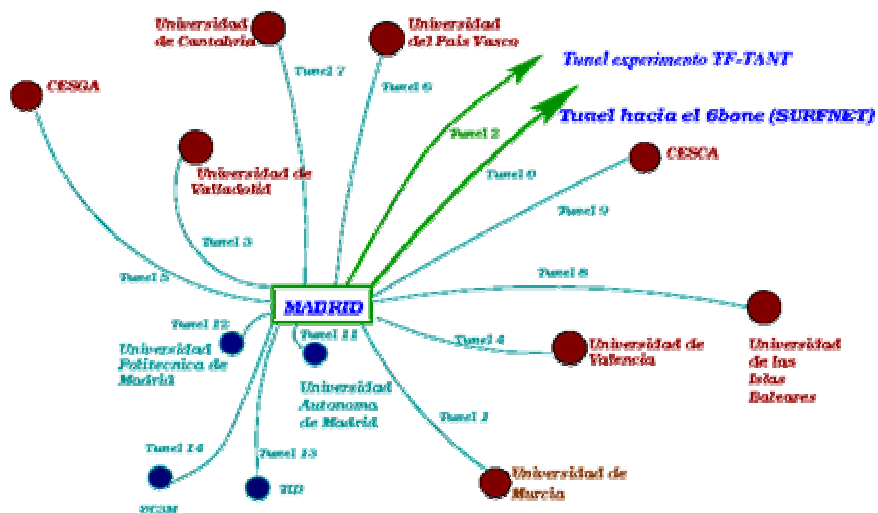 Universidad
de Cantabria
Universidad
del Pais Vasco
Tunel experimento TF-TANT
CESGA
Tunel 7
Tunel 6
Tunel hacia el 6bone (SURFNET)
Tunel 2
CESCA
Universidad de
Valladolid
Tunel 0
Tunel 9
Tunel 3
Tunel 5
Tunel 8
MADRID
Tunel 12
Tunel 11
Tunel 4
Universidad
Politecnica de
Madrid
Universidad de
Valencia
Universidad
de las
Islas
Baleares
Universidad
Autonoma
de Madrid
Tunel 1
Tunel 14
Tunel 13
Universidad de
Murcia
TID
UC3M